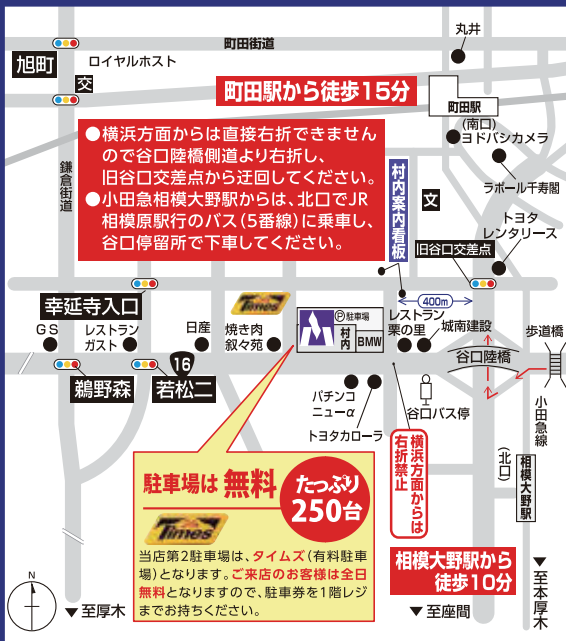 丸井
町田街道
旭町
ロイヤルホスト
交
町田駅から徒歩15分
町田駅
(南口)
ヨドバシカメラ
ラポール千寿閣
●横浜方面からは直接右折できません
ので谷口陸橋側道より右折し、
旧谷口交差点から迂回してください。
●小田急相模大野駅からは、北口でJR
相模原駅行のバス(5番線)に乗車し、
谷口停留所で下車してください。
鎌倉街道
村内案内看板
文
トヨタ
レンタリース
旧谷口交差点
400m
幸延寺入口
Times
GS
レストラン
ガスト
日産
焼き肉
叙々苑
P駐車場
村内
BMW
レストラン
栗の里
城南建設
谷口陸橋
歩道橋
鵜野森
16
若松二
パチンコ
ニューα
トヨタカローラ
谷口バス停
小田急線
(北口)
相模大野駅
横浜方面からは
右折禁止
駐車場は 無料
たっぷり
250台
Times
当店第2駐車場は、タイムズ(有料駐車
場)となります。ご来店のお客様は全日
無料となりますので、駐車券を1階レジ
までお持ちください。
相模大野駅から
徒歩10分
N
▼至厚木
▼至座間
▼至本厚木